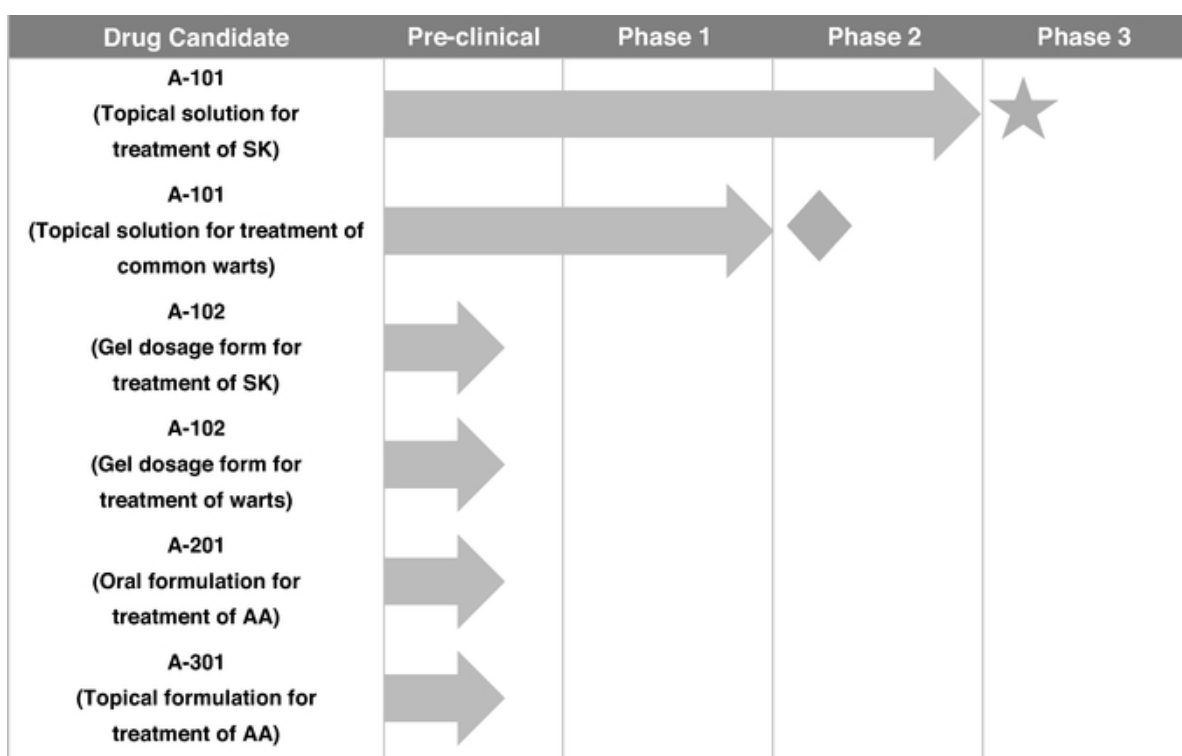 Drug Candidate Pre-clinical Phase 1 Phase 2 Phase 3
A-101
(Topical solution for
treatment of SK)
A-101
(Topical solution for treatment of
common warts)
A-102
(Gel dosage form for
treatment of SK)
A-102
(Gel dosage form for
treatment of warts)
A-201
(Oral formulation for
treatment of AA)
A-301
(Topical formulation for
treatment of AA)